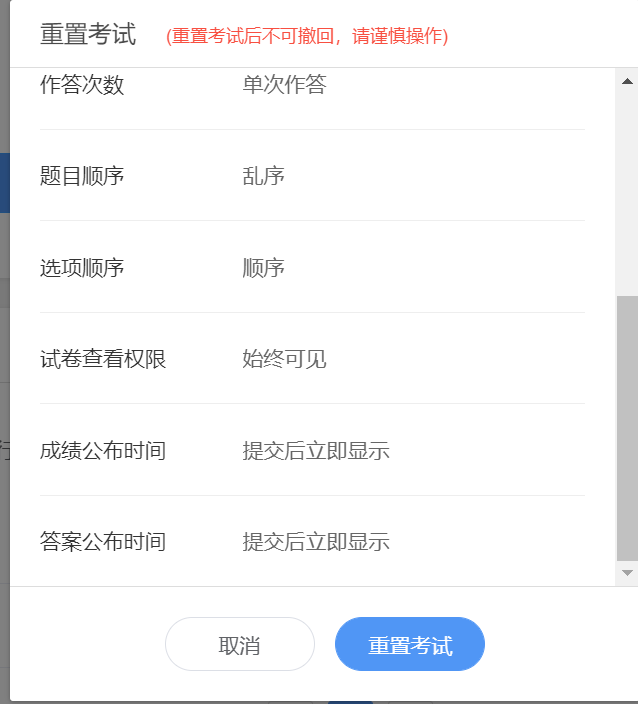 重置考试 (重置考试后不可撤回，请谨慎操作)
作答次数 单次作答
题目顺序 乱序
选项顺序 顺序
试卷查看权限 始终可见
成绩公布时间 提交后立即显示
答案公布时间 提交后立即显示
取消 重置考试